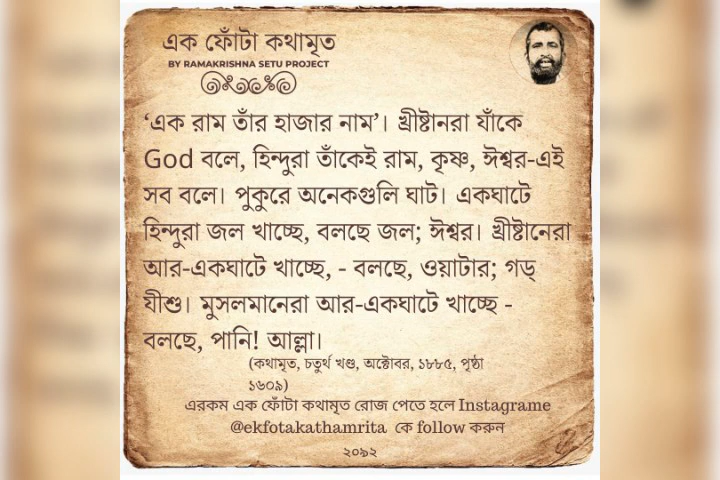 এক ফোঁটা কথামৃত
BY RAMAKRISHNA SETU PROJECT
‘এক রাম তাঁর হাজার নাম’। খ্রীষ্টানরা যাঁকে
God বলে, হিন্দুরা তাঁকেই রাম, কৃষ্ণ, ঈশ্বর-এই
সব বলে। পুকুরে অনেকগুলি ঘাট। একঘাটে
হিন্দুরা জল খাচ্ছে, বলছে জল; ঈশ্বর। খ্রীষ্টানেরা
আর-একঘাটে খাচ্ছে, - বলছে, ওয়াটার; গড্
যীশু। মুসলমানেরা আর-একঘাটে খাচ্ছে -
বলছে, পানি! আল্লা।
(কথামৃত, চতুর্থ খণ্ড, অক্টোবর, ১৮৮৫, পৃষ্ঠা
১৬০৯)
এরকম এক ফোঁটা কথামৃত রোজ পেতে হলে Instagrame
@ekfotakathamrita কে follow করুন
২০৯২